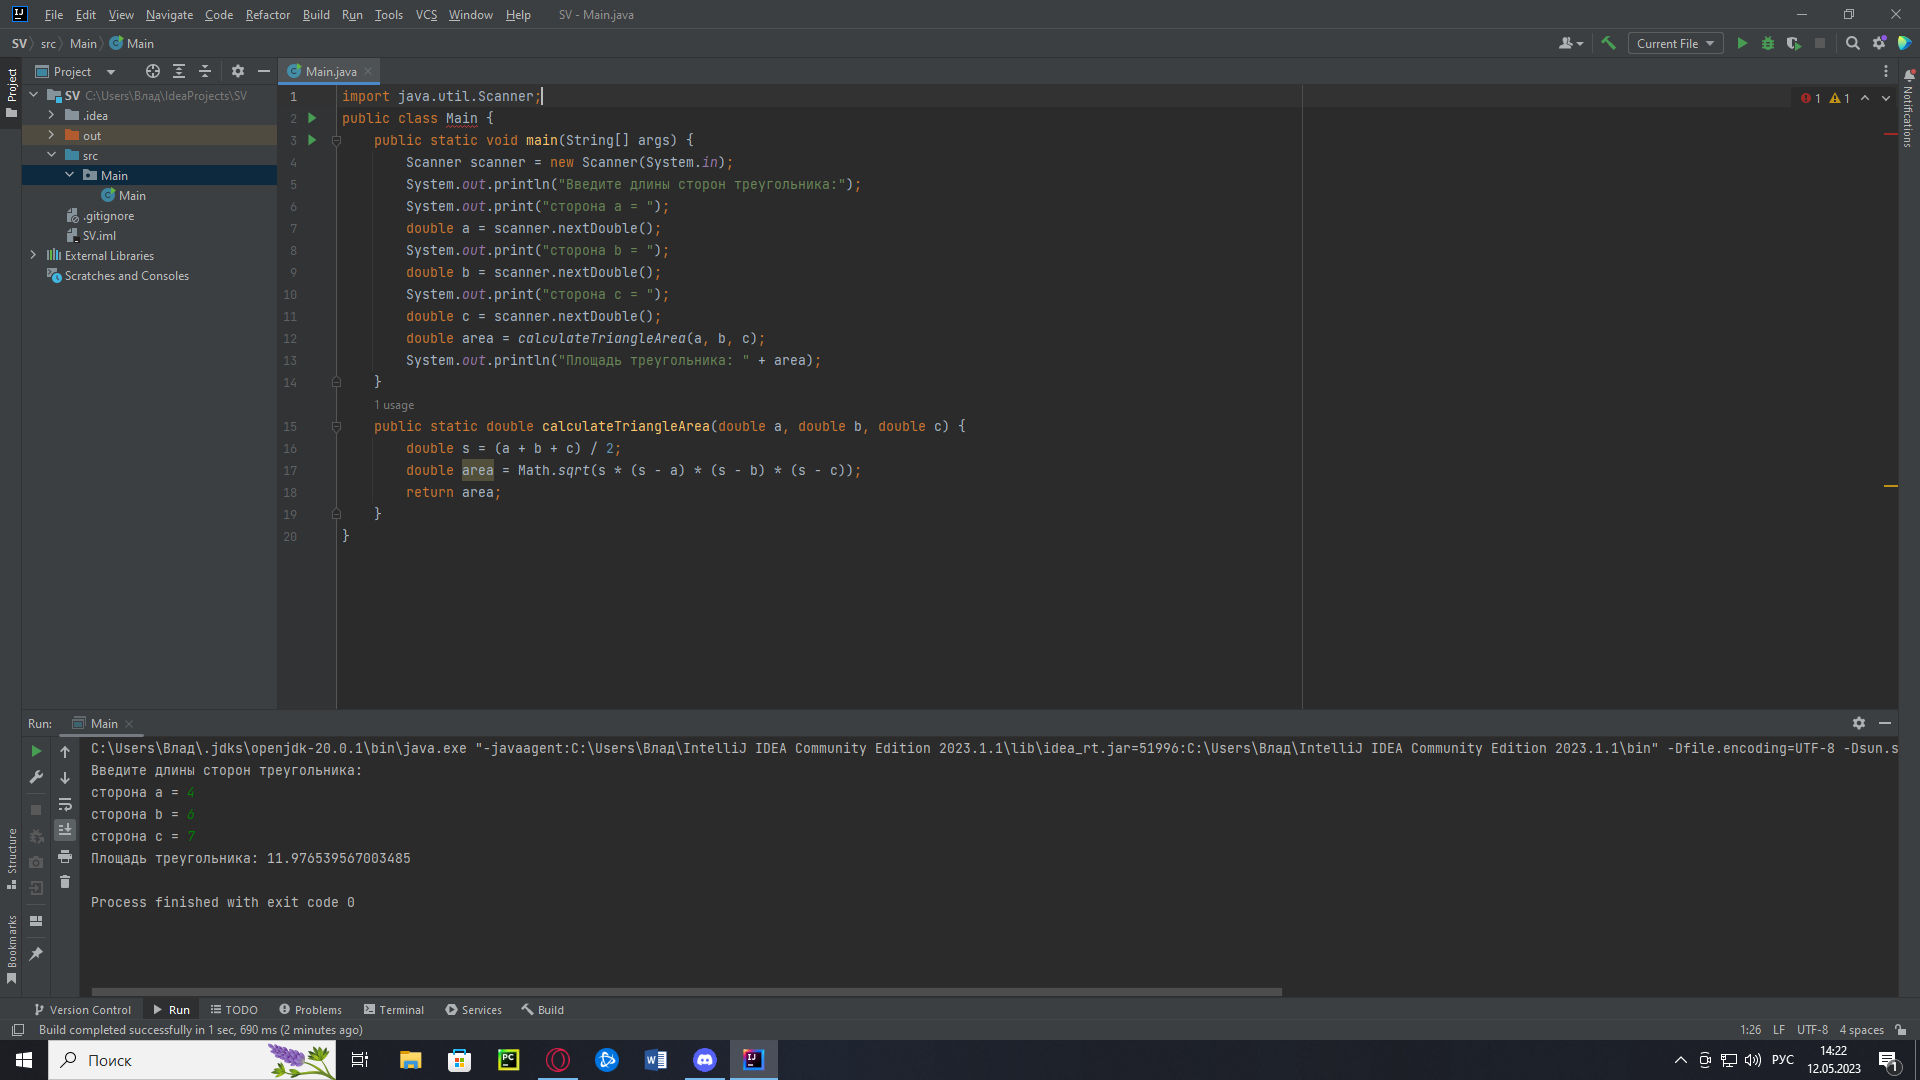 File Edit View Navigate Code Refactor Build Run Tools VCS Window Help SV - Main.java
SV src Main Main Current File
Project Main.java
Project
SV C:\Users\Влад\IdeaProjects\SV
.idea
out
src
Main
Main
.gitignore
SV.iml
External Libraries
Scratches and Consoles
1 1
Notifications
1 import java.util.Scanner;
2 public class Main {
3 public static void main(String[] args) {
4 Scanner scanner = new Scanner(System.in);
5 System.out.println("Введите длины сторон треугольника:");
6 System.out.print("сторона a = ");
7 double a = scanner.nextDouble();
8 System.out.print("сторона b = ");
9 double b = scanner.nextDouble();
10 System.out.print("сторона c = ");
11 double c = scanner.nextDouble();
12 double area = calculateTriangleArea(a, b, c);
13 System.out.println("Площадь треугольника: " + area);
14 }
1 usage
15 public static double calculateTriangleArea(double a, double b, double c) {
16 double s = (a + b + c) / 2;
17 double area = Math.sqrt(s * (s - a) * (s - b) * (s - c));
18 return area;
19 }
20 }
Run: Main
C:\Users\Влад\.jdks\openjdk-20.0.1\bin\java.exe "-javaagent:C:\Users\Влад\IntelliJ IDEA Community Edition 2023.1.1\lib\idea_rt.jar=51996:C:\Users\Влад\IntelliJ IDEA Community Edition 2023.1.1\bin" -Dfile.encoding=UTF-8 -Dsun.s
Введите длины сторон треугольника:
сторона a = 4
сторона b = 6
сторона c = 7
Площадь треугольника: 11.976539567003485
Process finished with exit code 0
Structure
Bookmarks
Version Control Run TODO Problems Terminal Services Build
Build completed successfully in 1 sec, 690 ms (2 minutes ago) 1:26 LF UTF-8 4 spaces
Поиск
РУС
14:22
12.05.2023
1